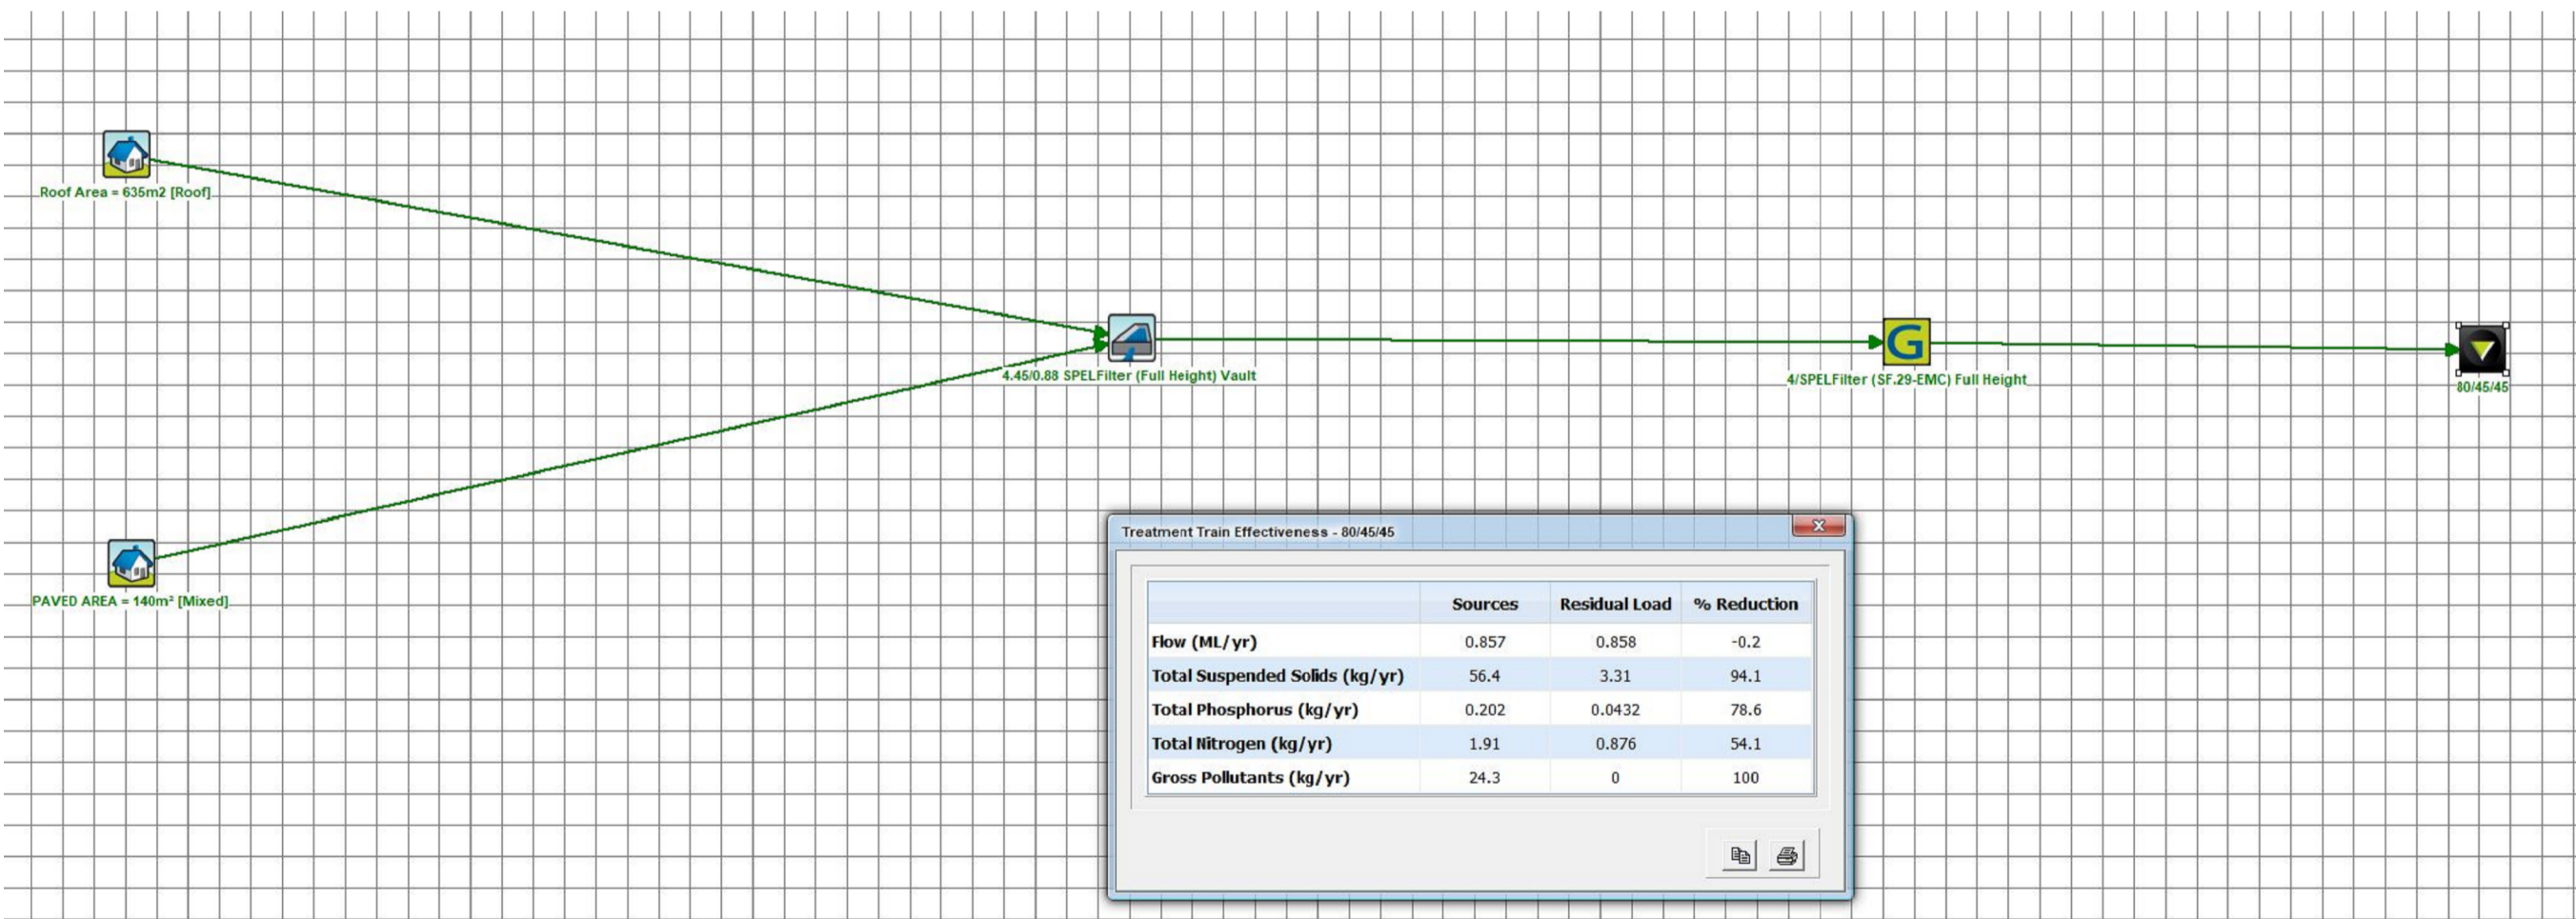 Roof Area = 635m2 [Roof]
4.45/0.88 SPELFilter (Full Height) Vault
G
4/SPELFilter (SF.29-EMC) Full Height
80/45/45
PAVED AREA = 140m² [Mixed]
Treatment Train Effectiveness - 80/45/45
Sources Residual Load % Reduction
Flow (ML/yr) 0.857 0.858 -0.2
Total Suspended Solids (kg/yr) 56.4 3.31 94.1
Total Phosphorus (kg/yr) 0.202 0.0432 78.6
Total Nitrogen (kg/yr) 1.91 0.876 54.1
Gross Pollutants (kg/yr) 24.3 0 100